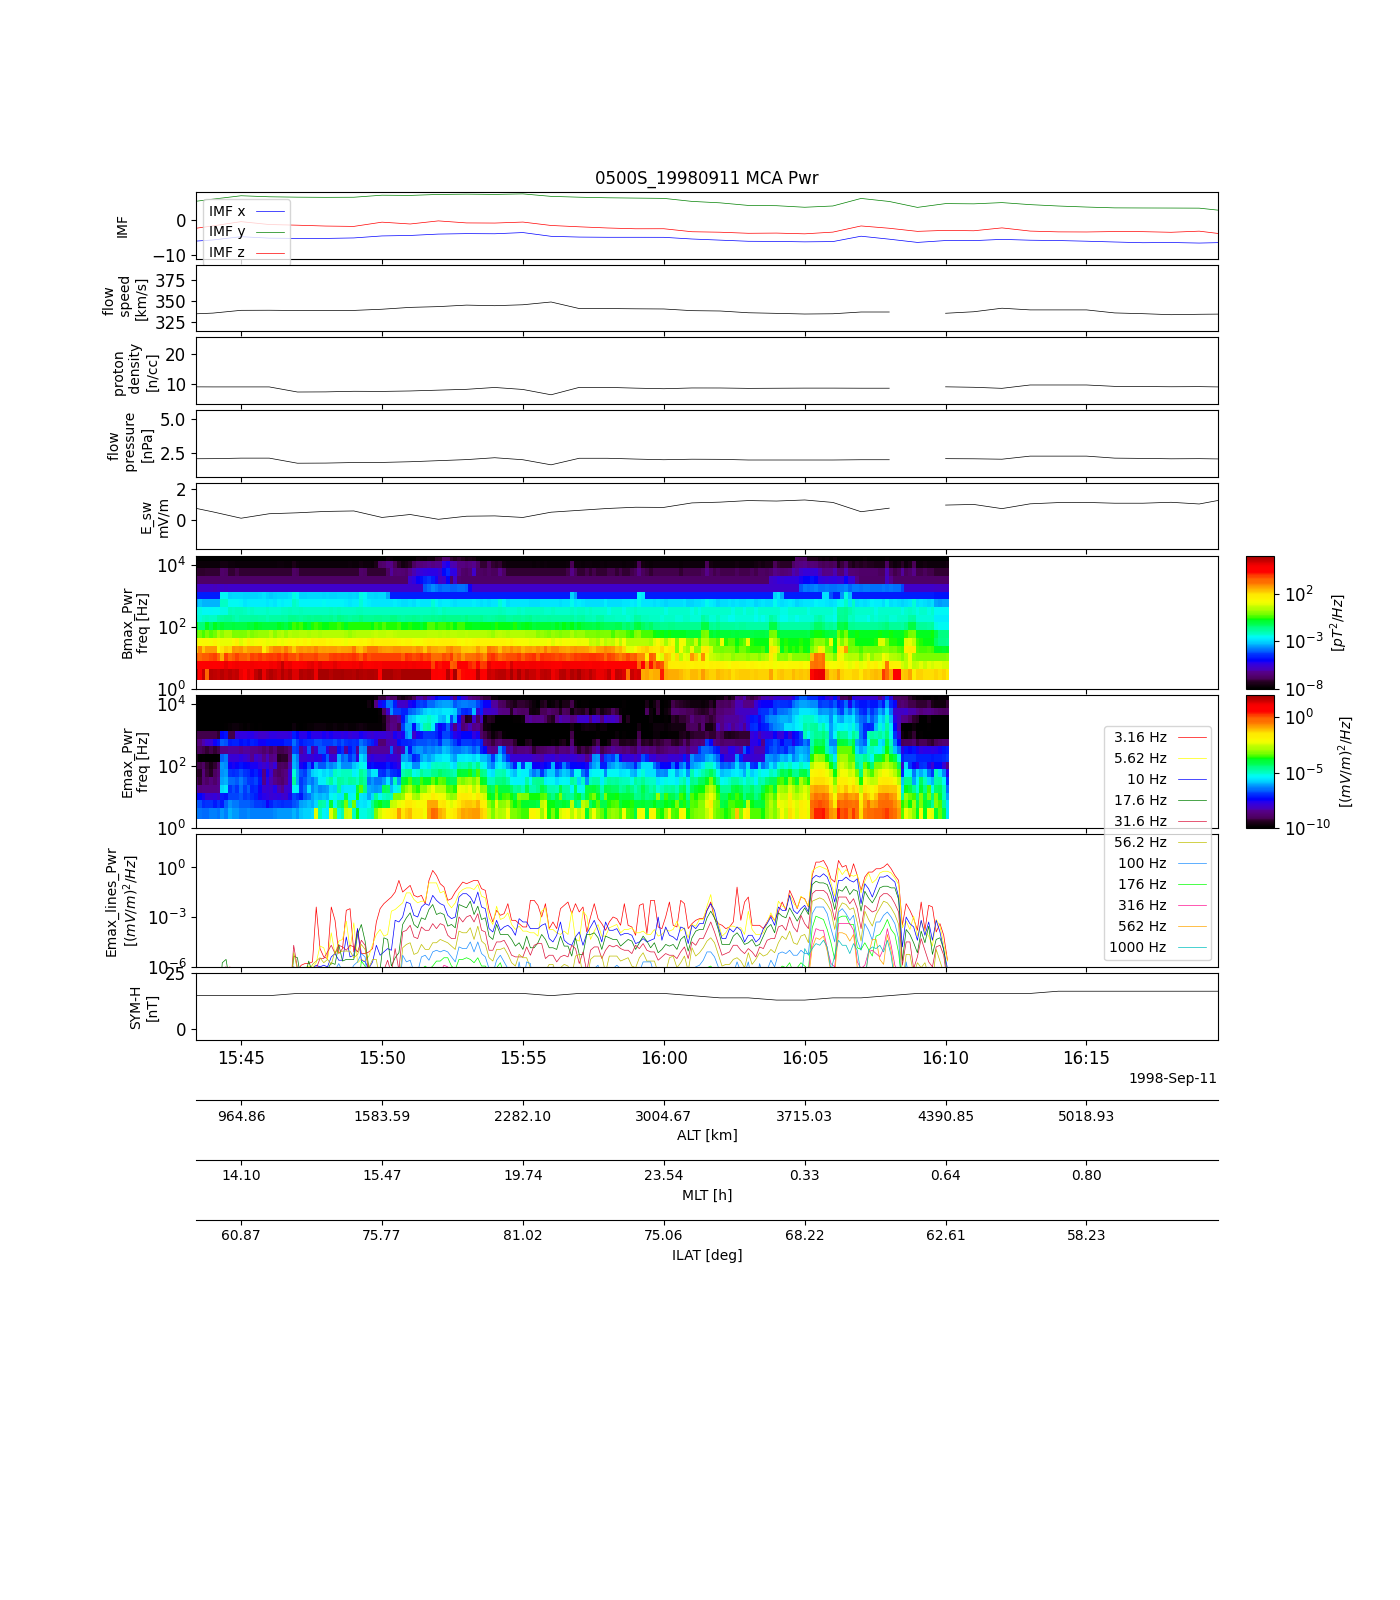 0500S_19980911 MCA Pwr
IMF
0
−10
IMF x
IMF y
IMF z
flow
speed
[km/s]
375
350
325
proton
density
[n/cc]
20
10
flow
pressure
[nPa]
5.0
2.5
E_sw
mV/m
2
0
Bmax_Pwr
freq [Hz]
10^4
10^2
10^0
10^2
10^−3
10^−8
[pT^2/Hz]
Emax_Pwr
freq [Hz]
10^4
10^2
10^0
10^0
10^−5
10^−10
[(mV/m)^2/Hz]
3.16 Hz
5.62 Hz
10 Hz
17.6 Hz
31.6 Hz
56.2 Hz
100 Hz
176 Hz
316 Hz
562 Hz
1000 Hz
Emax_lines_Pwr
[(mV/m)^2/Hz]
10^0
10^−3
10^−6
SYM-H
[nT]
25
0
15:45 15:50 15:55 16:00 16:05 16:10 16:15
1998-Sep-11
964.86 1583.59 2282.10 3004.67 3715.03 4390.85 5018.93
ALT [km]
14.10 15.47 19.74 23.54 0.33 0.64 0.80
MLT [h]
60.87 75.77 81.02 75.06 68.22 62.61 58.23
ILAT [deg]